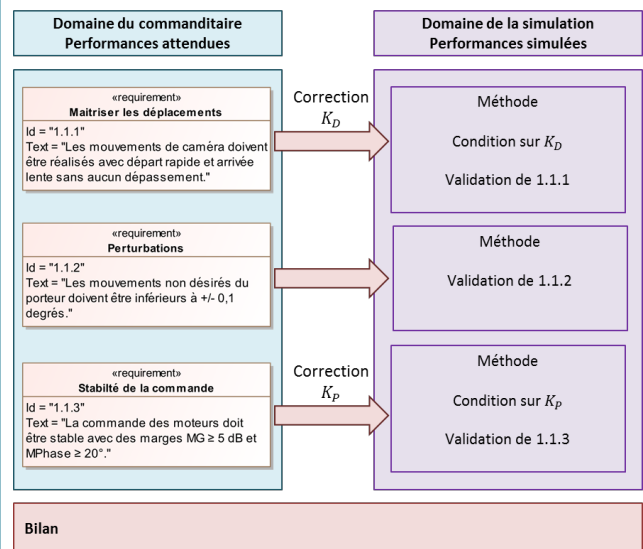 Domaine du commanditaire
Performances attendues
Domaine de la simulation
Performances simulées
«requirement»
Maitriser les déplacements
Id = "1.1.1"
Text = "Les mouvements de caméra doivent
être réalisés avec départ rapide et arrivée
lente sans aucun dépassement."
Correction
K_D
Méthode
Condition sur K_D
Validation de 1.1.1
«requirement»
Perturbations
Id = "1.1.2"
Text = "Les mouvements non désirés du
porteur doivent être inférieurs à +/- 0,1
degrés."
Méthode
Validation de 1.1.2
«requirement»
Stabilté de la commande
Id = "1.1.3"
Text = "La commande des moteurs doit
être stable avec des marges MG ≥ 5 dB et
MPhase ≥ 20°."
Correction
K_P
Méthode
Condition sur K_P
Validation de 1.1.3
Bilan